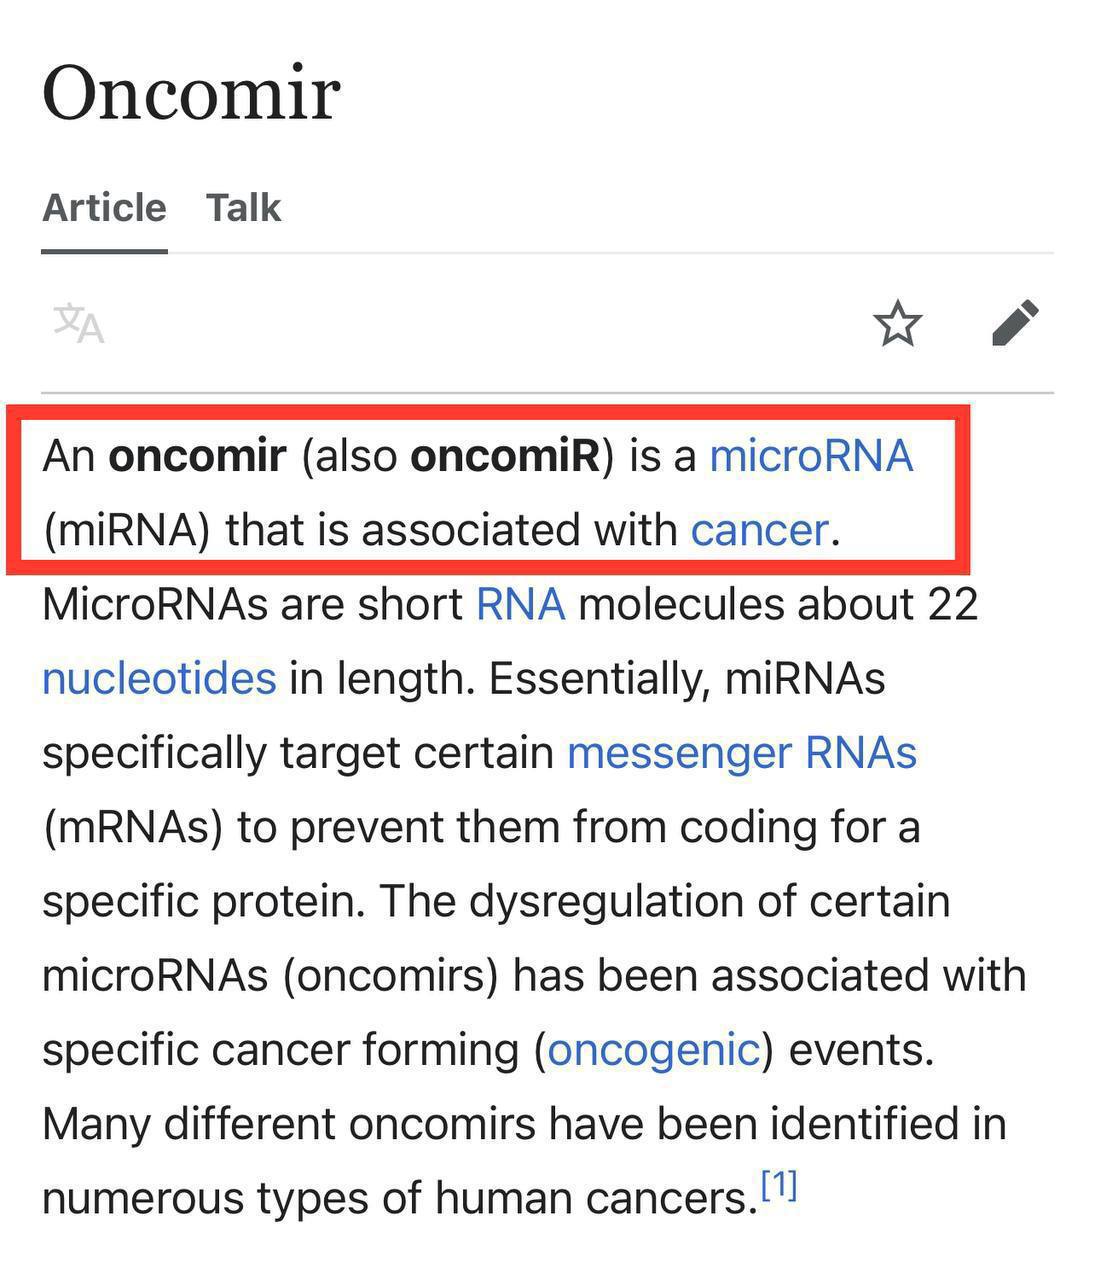 Oncomir
Article Talk
文A
An oncomir (also oncomiR) is a microRNA
(miRNA) that is associated with cancer.
MicroRNAs are short RNA molecules about 22
nucleotides in length. Essentially, miRNAs
specifically target certain messenger RNAs
(mRNAs) to prevent them from coding for a
specific protein. The dysregulation of certain
microRNAs (oncomirs) has been associated with
specific cancer forming (oncogenic) events.
Many different oncomirs have been identified in
numerous types of human cancers.[1]